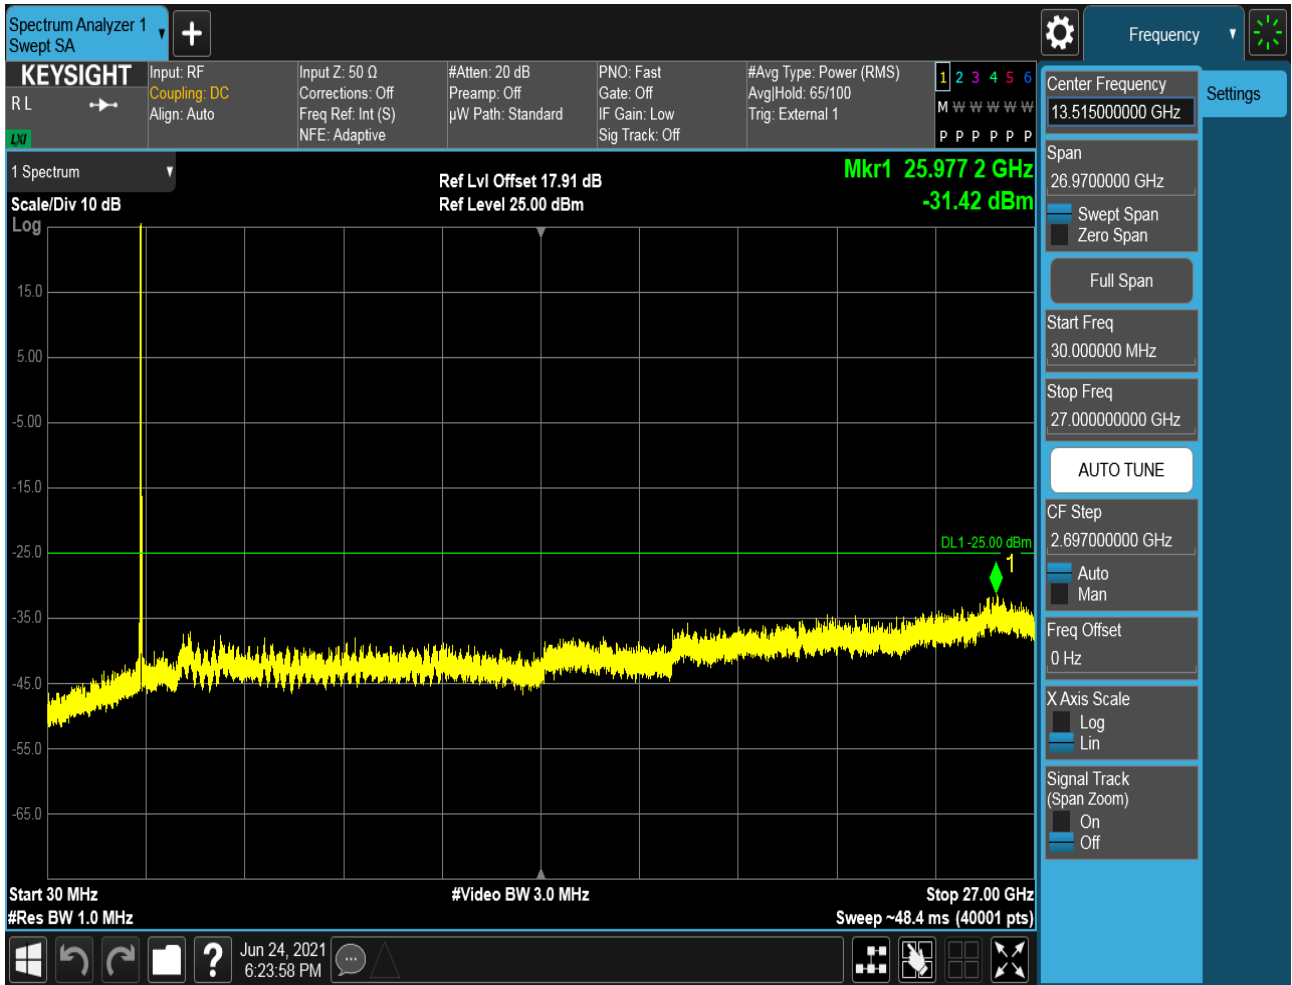 Spectrum Analyzer 1
Swept SA
Frequency
KEYSIGHT
R L
LXI
Input: RF
Coupling: DC
Align: Auto
Input Z: 50 Ω
Corrections: Off
Freq Ref: Int (S)
NFE: Adaptive
#Atten: 20 dB
Preamp: Off
µW Path: Standard
PNO: Fast
Gate: Off
IF Gain: Low
Sig Track: Off
#Avg Type: Power (RMS)
Avg|Hold: 65/100
Trig: External 1
1 2 3 4 5 6
M W W W W W
P P P P P P
1 Spectrum
Scale/Div 10 dB
Log
Ref Lvl Offset 17.91 dB
Ref Level 25.00 dBm
Mkr1 25.977 2 GHz
-31.42 dBm
15.0
5.00
-5.00
-15.0
-25.0
-35.0
-45.0
-55.0
-65.0
DL1 -25.00 dBm
1
Start 30 MHz
#Res BW 1.0 MHz
#Video BW 3.0 MHz
Stop 27.00 GHz
Sweep ~48.4 ms (40001 pts)
?
Jun 24, 2021
6:23:58 PM
Center Frequency
13.515000000 GHz
Settings
Span
26.9700000 GHz
Swept Span
Zero Span
Full Span
Start Freq
30.000000 MHz
Stop Freq
27.000000000 GHz
AUTO TUNE
CF Step
2.697000000 GHz
Auto
Man
Freq Offset
0 Hz
X Axis Scale
Log
Lin
Signal Track
(Span Zoom)
On
Off